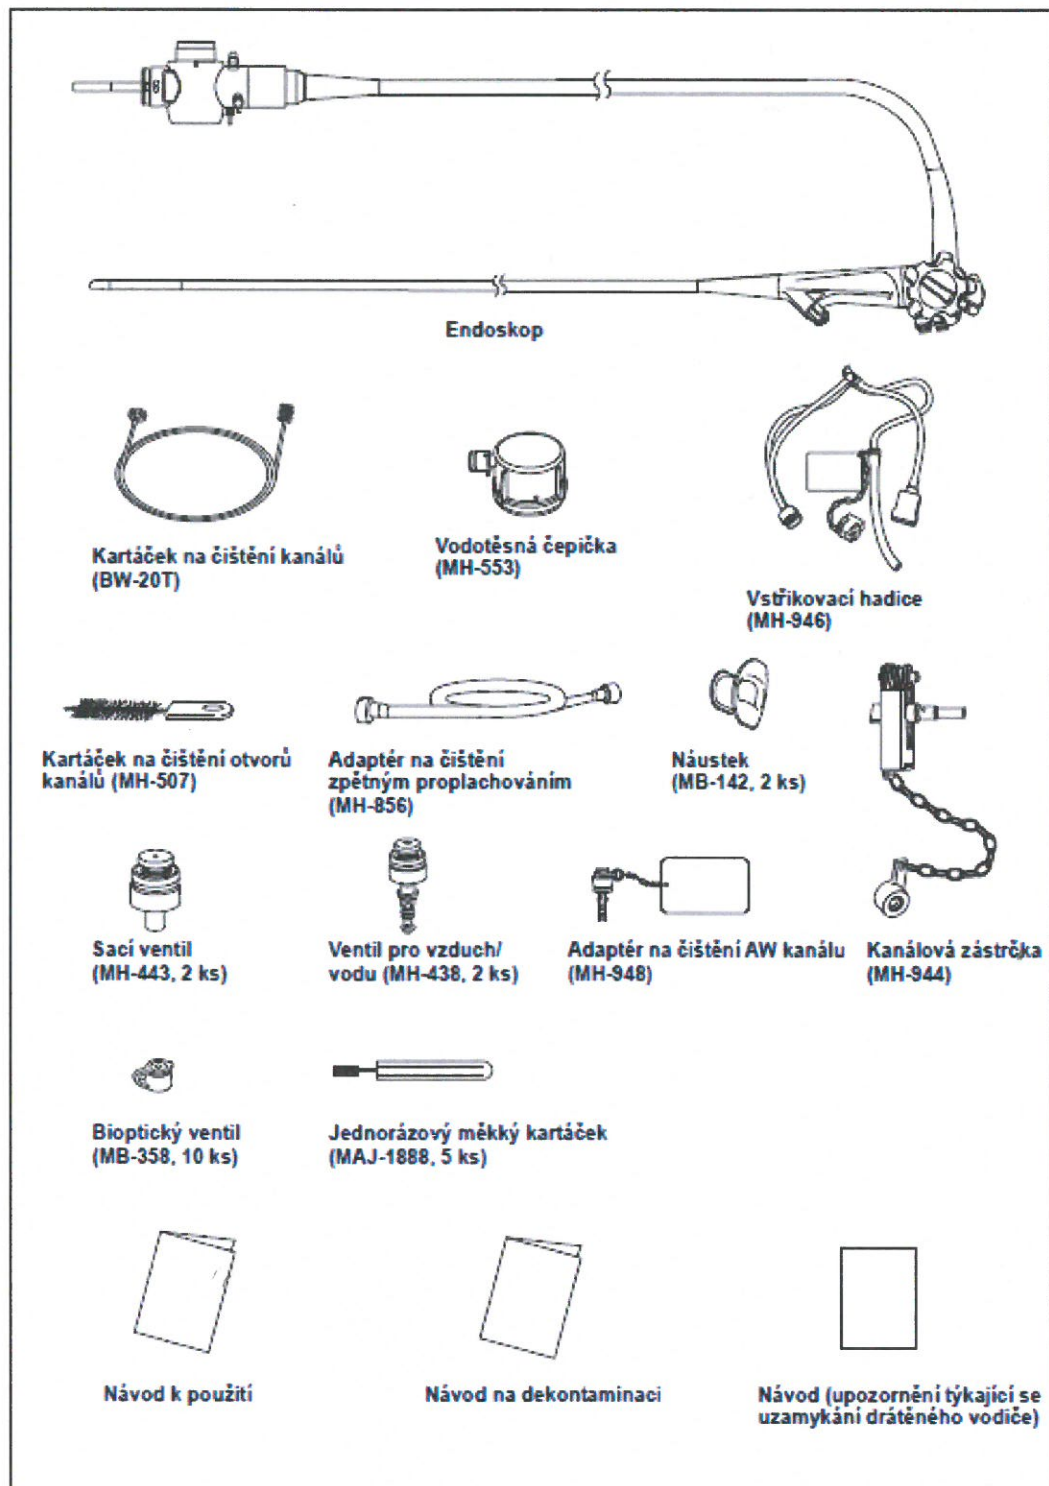 Endoskop
Kartáček na čištění kanálů
(BW-20T)
Vodotěsná čepička
(MH-553)
Vstřikovací hadice
(MH-946)
Kartáček na čištění otvorů
kanálů (MH-507)
Adaptér na čištění
zpětným proplachováním
(MH-856)
Náustek
(MB-142, 2 ks)
Sací ventil
(MH-443, 2 ks)
Ventil pro vzduch/
vodu (MH-438, 2 ks)
Adaptér na čištění AW kanálu
(MH-948)
Kanálová zástrčka
(MH-944)
Bioptický ventil
(MB-358, 10 ks)
Jednorázový měkký kartáček
(MAJ-1888, 5 ks)
Návod k použití
Návod na dekontaminaci
Návod (upozornění týkající se
uzamykání drátěného vodiče)